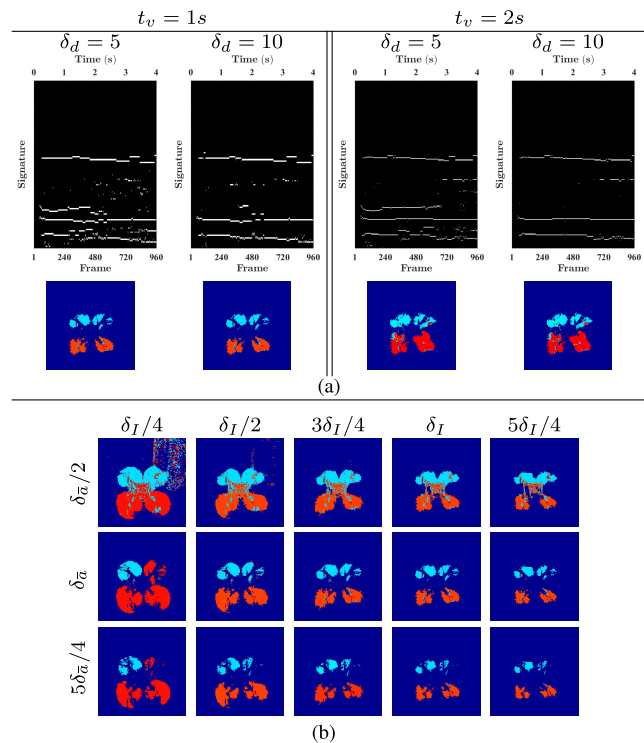 t_v = 1s t_v = 2s
δ_d = 5 δ_d = 10 δ_d = 5 δ_d = 10
Time (s) Time (s) Time (s) Time (s)
0 1 2 3 4 0 1 2 3 4 0 1 2 3 4 0 1 2 3 4
Signature Signature Signature Signature
1 240 480 720 960 1 240 480 720 960 1 240 480 720 960 1 240 480 720 960
Frame Frame Frame Frame
(a)
δ_I/4 δ_I/2 3δ_I/4 δ_I 5δ_I/4
δ_ā/2
δ_ā
5δ_ā/4
(b)